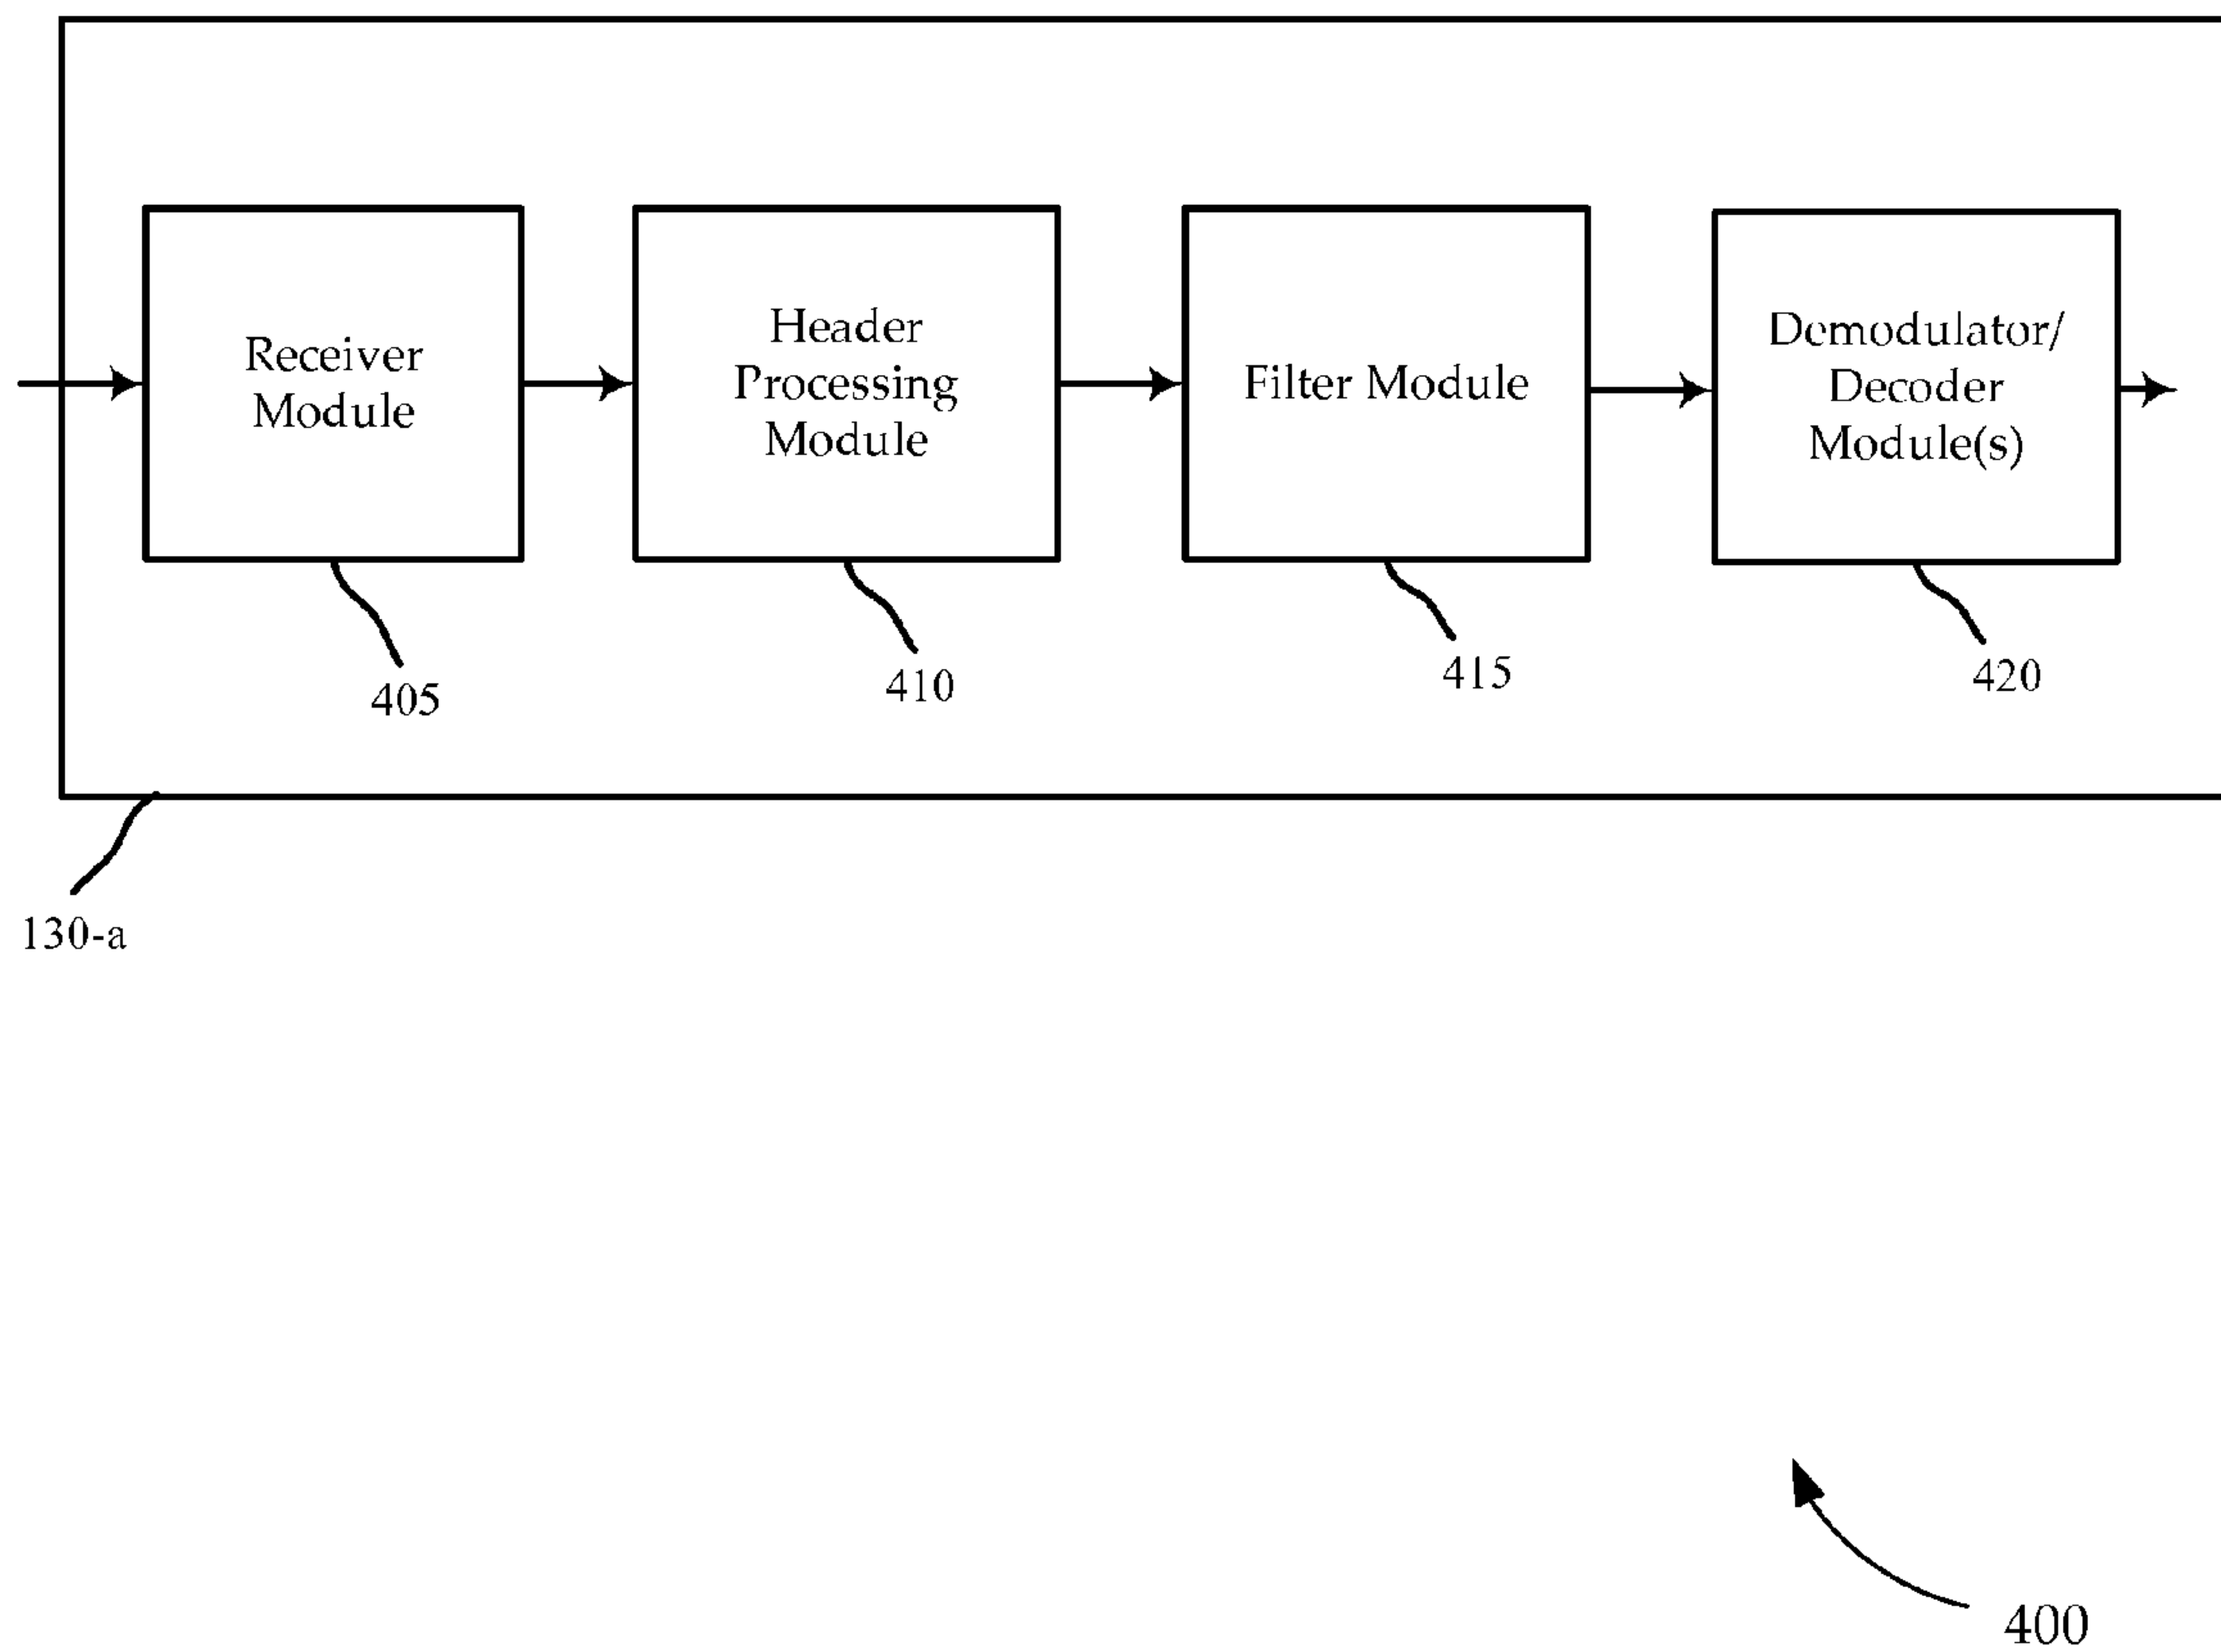 Receiver
Module
Header
Processing
Module
Filter Module
Demodulator/
Decoder
Module(s)
405
410
415
420
130-a
400